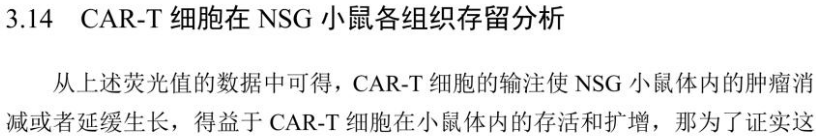 3.14 CAR-T 细胞在 NSG 小鼠各组织存留分析
从上述荧光值的数据中可得，CAR-T 细胞的输注使 NSG 小鼠体内的肿瘤消
减或者延缓生长，得益于 CAR-T 细胞在小鼠体内的存活和扩增，那为了证实这